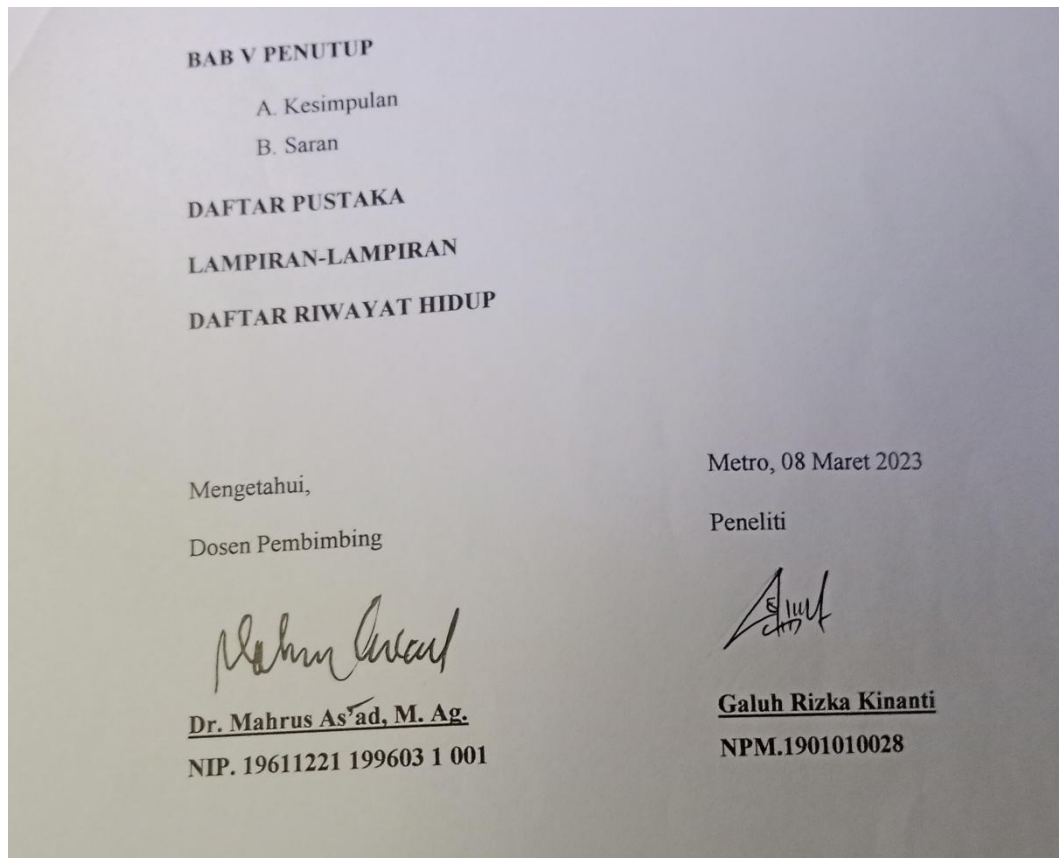 BAB V PENUTUP
A. Kesimpulan
B. Saran
DAFTAR PUSTAKA
LAMPIRAN-LAMPIRAN
DAFTAR RIWAYAT HIDUP
Metro, 08 Maret 2023
Mengetahui,
Peneliti
Dosen Pembimbing
Dr. Mahrus As'ad, M. Ag.
Galuh Rizka Kinanti
NIP. 19611221 199603 1 001
NPM.1901010028